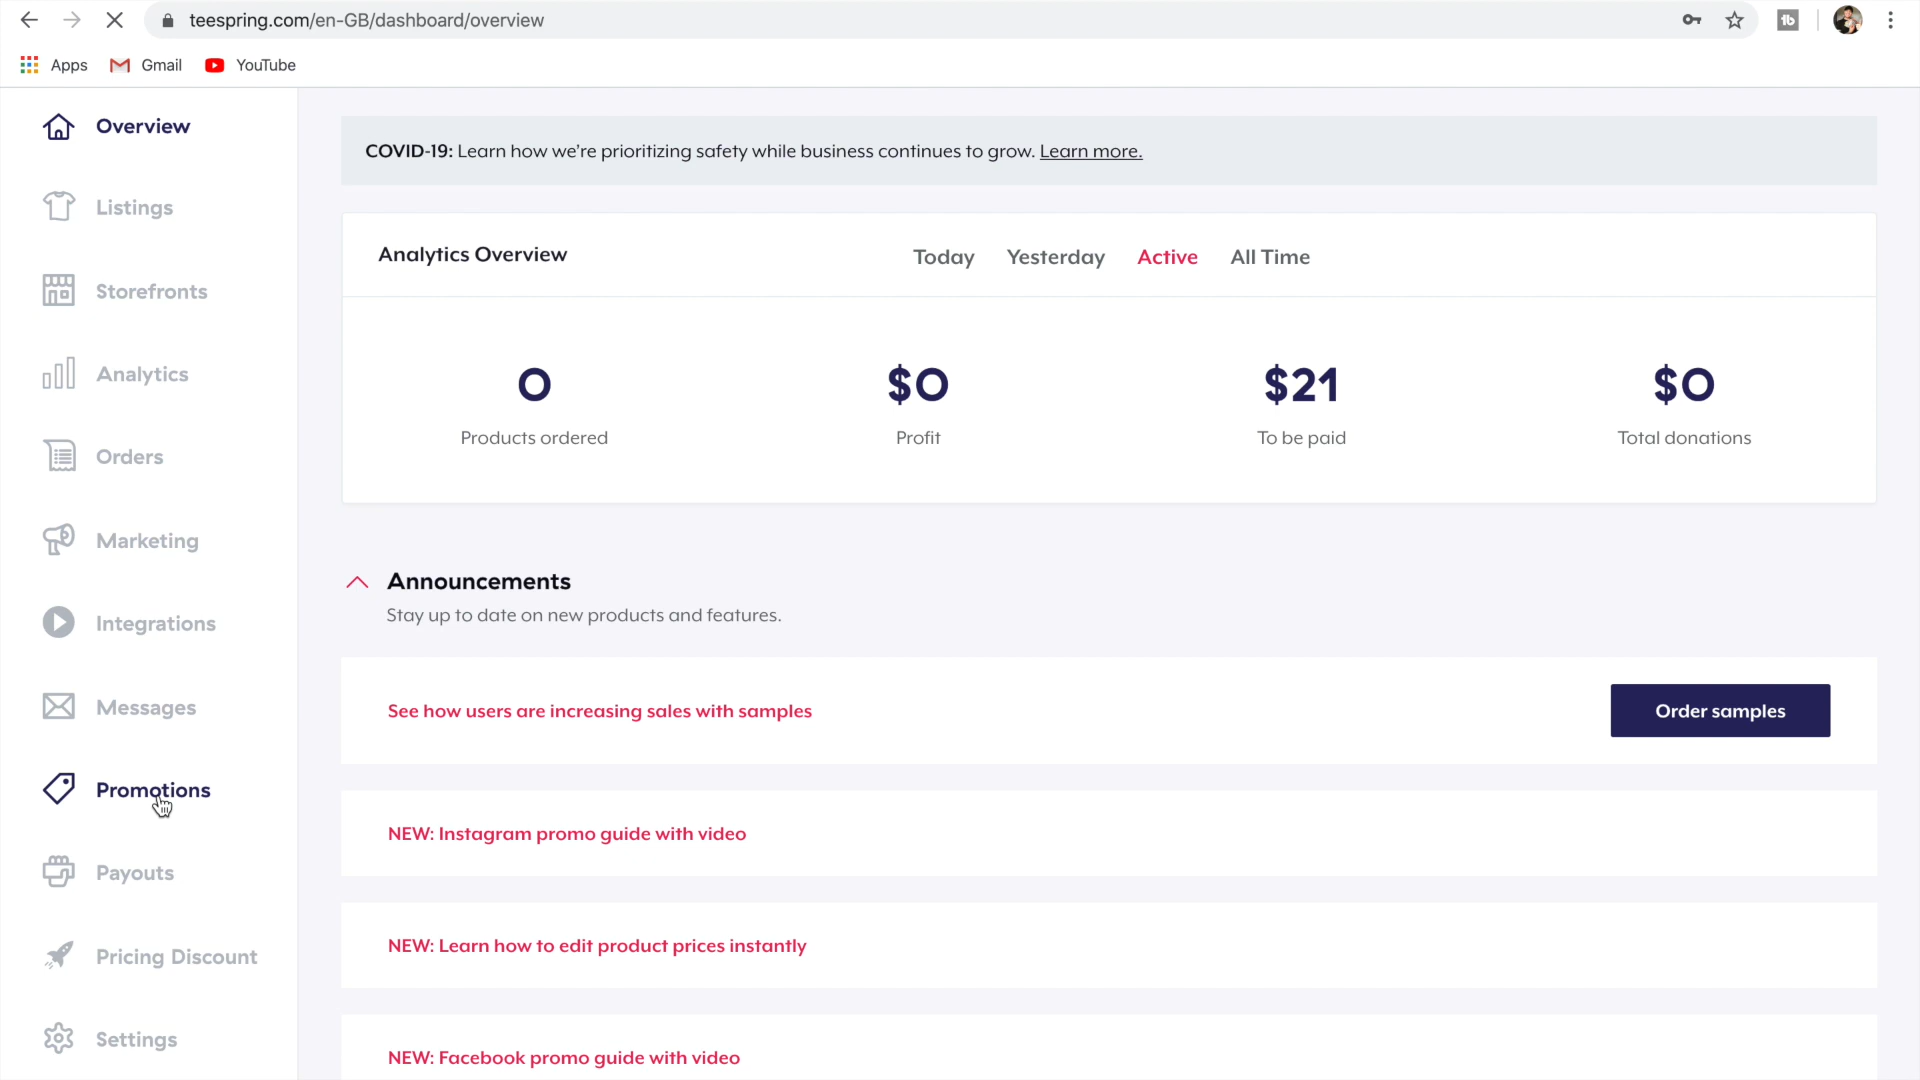 teespring.com/en-GB/dashboard/overview
Apps
Gmail
YouTube
Overview
Listings
Storefronts
Analytics
Orders
Marketing
Integrations
Messages
Promotions
Payouts
Pricing Discount
Settings
COVID-19: Learn how we're prioritizing safety while business continues to grow. Learn more.
Analytics Overview
Today Yesterday Active All Time
0 $0 $21 $0
Products ordered Profit To be paid Total donations
Announcements
Stay up to date on new products and features.
See how users are increasing sales with samples
Order samples
NEW: Instagram promo guide with video
NEW: Learn how to edit product prices instantly
NEW: Facebook promo guide with video